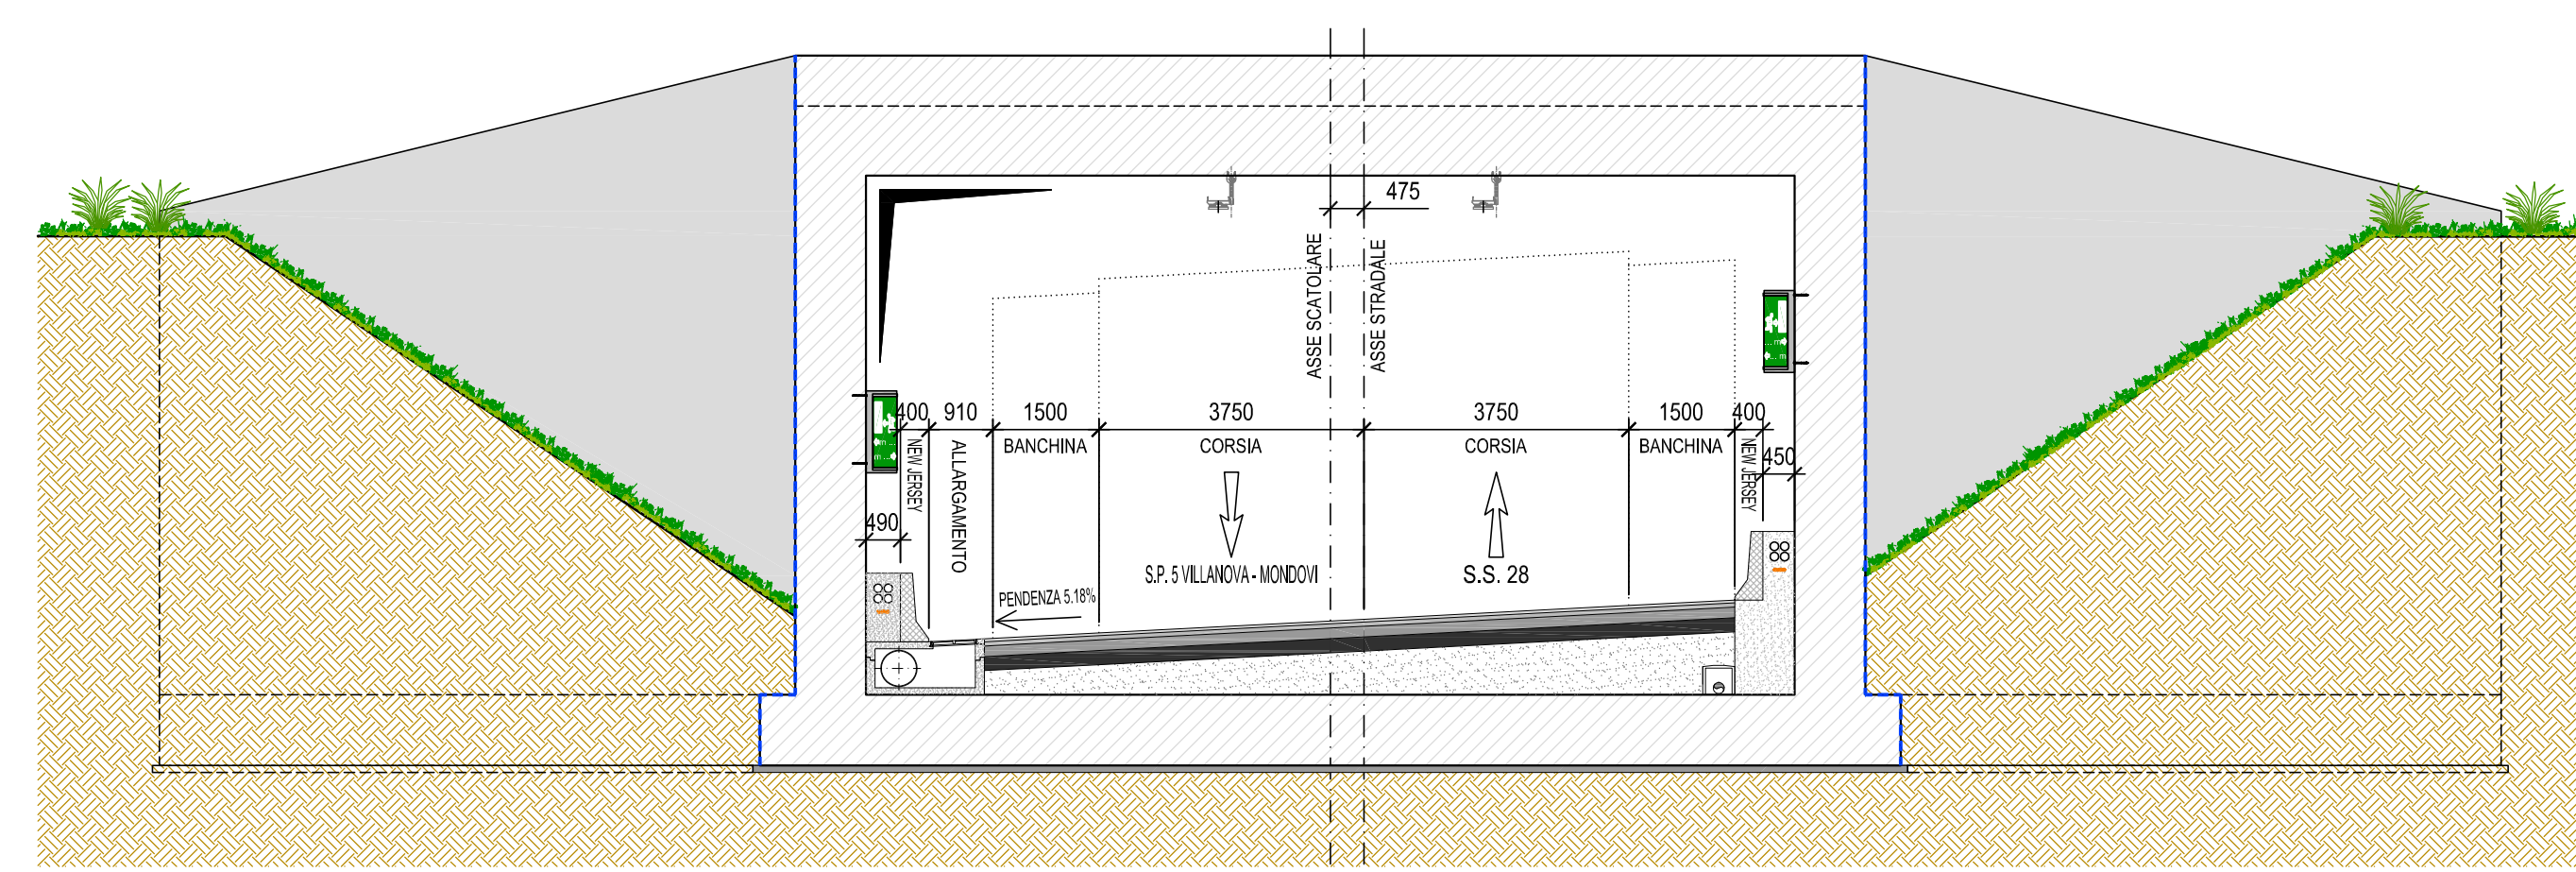 475
ASSE SCATOLARE
ASSE STRADALE
400
910
1500
3750
3750
1500
400
NEW JERSEY
ALLARGAMENTO
BANCHINA
CORSIA
CORSIA
BANCHINA
NEW JERSEY
450
490
S.P. 5 VILLANOVA - MONDOVI
S.S. 28
PENDENZA 5.18%